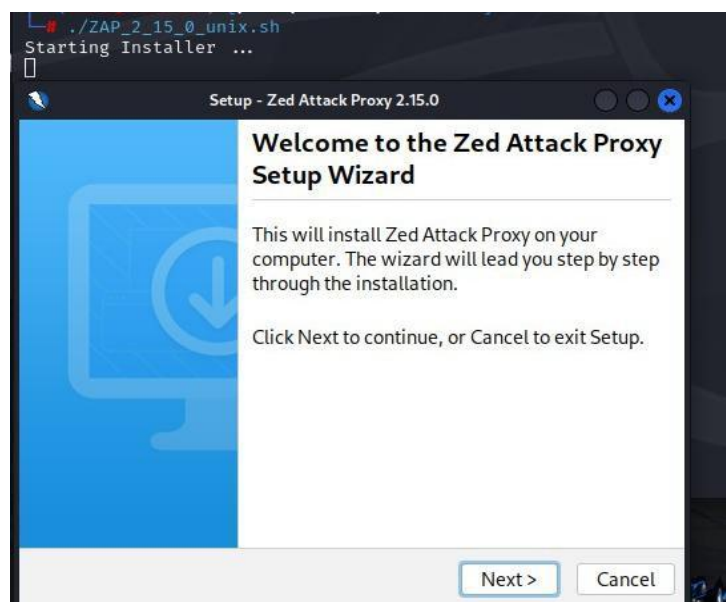 # ./ZAP_2_15_0_unix.sh
Starting Installer ...
Setup - Zed Attack Proxy 2.15.0
Welcome to the Zed Attack Proxy
Setup Wizard
This will install Zed Attack Proxy on your
computer. The wizard will lead you step by step
through the installation.
Click Next to continue, or Cancel to exit Setup.
Next >
Cancel